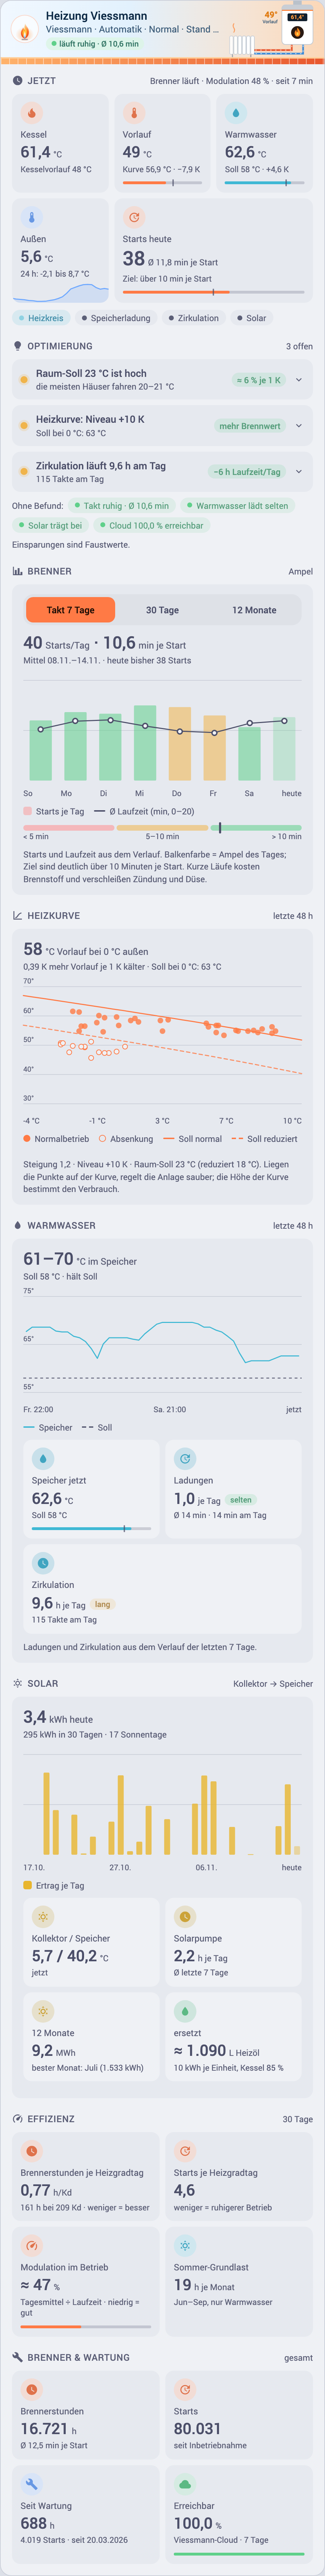 Heizung Viessmann
Viessmann · Automatik · Normal · Stand ...
läuft ruhig · Ø 10,6 min
49°
Vorlauf
61,4°
JETZT
Brenner läuft · Modulation 48 % · seit 7 min
Kessel
61,4 °C
Kesselvorlauf 48 °C
Vorlauf
49 °C
Kurve 56,9 °C · −7,9 K
Warmwasser
62,6 °C
Soll 58 °C · +4,6 K
Außen
5,6 °C
24 h: -2,1 bis 8,7 °C
Starts heute
38 Ø 11,8 min je Start
Ziel: über 10 min je Start
Heizkreis
Speicherladung
Zirkulation
Solar
OPTIMIERUNG
3 offen
Raum-Soll 23 °C ist hoch
die meisten Häuser fahren 20–21 °C
≈ 6 % je 1 K
Heizkurve: Niveau +10 K
Soll bei 0 °C: 63 °C
mehr Brennwert
Zirkulation läuft 9,6 h am Tag
115 Takte am Tag
−6 h Laufzeit/Tag
Ohne Befund:
Takt ruhig · Ø 10,6 min
Warmwasser lädt selten
Solar trägt bei
Cloud 100,0 % erreichbar
Einsparungen sind Faustwerte.
BRENNER
Ampel
Takt 7 Tage
30 Tage
12 Monate
40 Starts/Tag · 10,6 min je Start
Mittel 08.11.–14.11. · heute bisher 38 Starts
So Mo Di Mi Do Fr Sa heute
Starts je Tag
Ø Laufzeit (min, 0–20)
< 5 min
5–10 min
> 10 min
Starts und Laufzeit aus dem Verlauf. Balkenfarbe = Ampel des Tages;
Ziel sind deutlich über 10 Minuten je Start. Kurze Läufe kosten
Brennstoff und verschleißen Zündung und Düse.
HEIZKURVE
letzte 48 h
58 °C Vorlauf bei 0 °C außen
0,39 K mehr Vorlauf je 1 K kälter · Soll bei 0 °C: 63 °C
70°
60°
50°
40°
30°
-4 °C -1 °C 3 °C 7 °C 10 °C
Normalbetrieb
Absenkung
Soll normal
Soll reduziert
Steigung 1,2 · Niveau +10 K · Raum-Soll 23 °C (reduziert 18 °C). Liegen
die Punkte auf der Kurve, regelt die Anlage sauber; die Höhe der Kurve
bestimmt den Verbrauch.
WARMWASSER
letzte 48 h
61–70 °C im Speicher
Soll 58 °C · hält Soll
75°
65°
55°
Fr. 22:00 Sa. 21:00 jetzt
Speicher
Soll
Speicher jetzt
62,6 °C
Soll 58 °C
Ladungen
1,0 je Tag selten
Ø 14 min · 14 min am Tag
Zirkulation
9,6 h je Tag lang
115 Takte am Tag
Ladungen und Zirkulation aus dem Verlauf der letzten 7 Tage.
SOLAR
Kollektor → Speicher
3,4 kWh heute
295 kWh in 30 Tagen · 17 Sonnentage
17.10. 27.10. 06.11. heute
Ertrag je Tag
Kollektor / Speicher
5,7 / 40,2 °C
jetzt
Solarpumpe
2,2 h je Tag
Ø letzte 7 Tage
12 Monate
9,2 MWh
bester Monat: Juli (1.533 kWh)
ersetzt
≈ 1.090 L Heizöl
10 kWh je Einheit, Kessel 85 %
EFFIZIENZ
30 Tage
Brennerstunden je Heizgradtag
0,77 h/Kd
161 h bei 209 Kd · weniger = besser
Starts je Heizgradtag
4,6
weniger = ruhigerer Betrieb
Modulation im Betrieb
≈ 47 %
Tagesmittel ÷ Laufzeit · niedrig =
gut
Sommer-Grundlast
19 h je Monat
Jun–Sep, nur Warmwasser
BRENNER & WARTUNG
gesamt
Brennerstunden
16.721 h
Ø 12,5 min je Start
Starts
80.031
seit Inbetriebnahme
Seit Wartung
688 h
4.019 Starts · seit 20.03.2026
Erreichbar
100,0 %
Viessmann-Cloud · 7 Tage